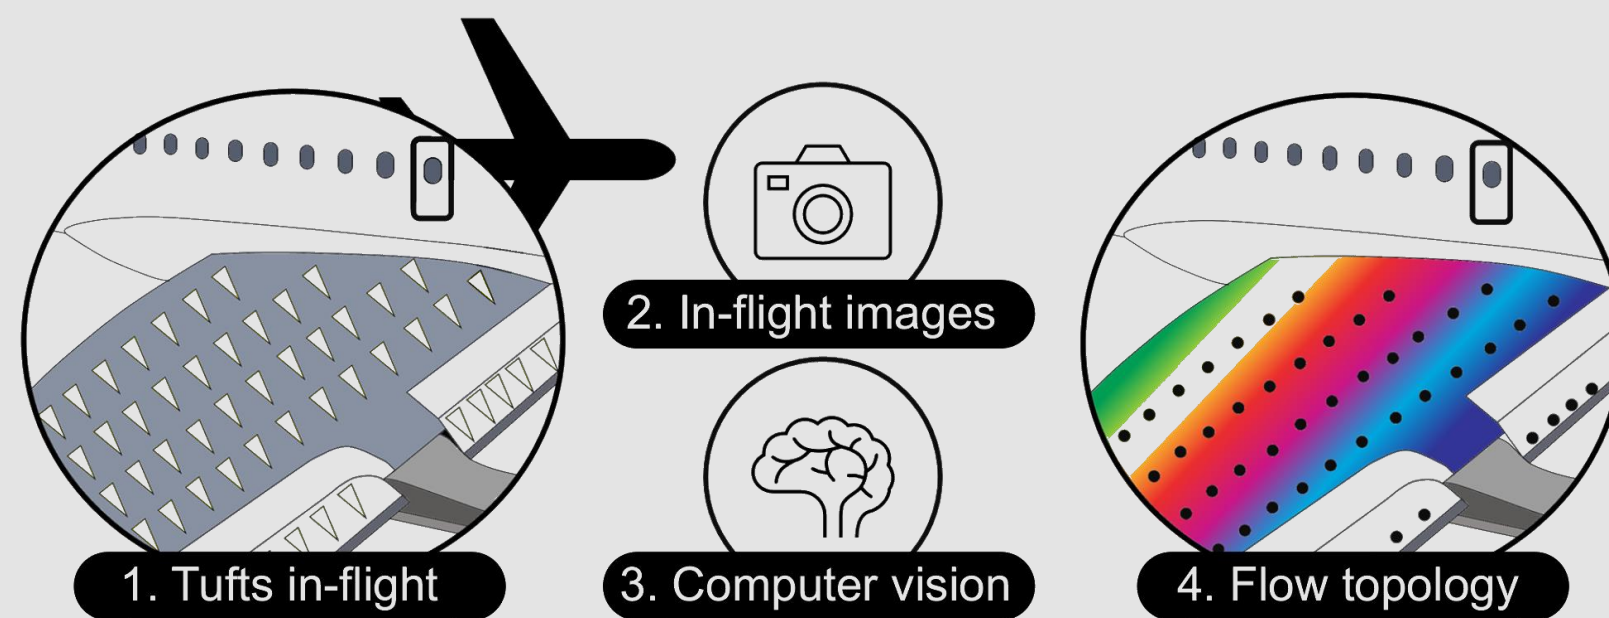 1. Tufts in-flight
2. In-flight images
3. Computer vision
4. Flow topology